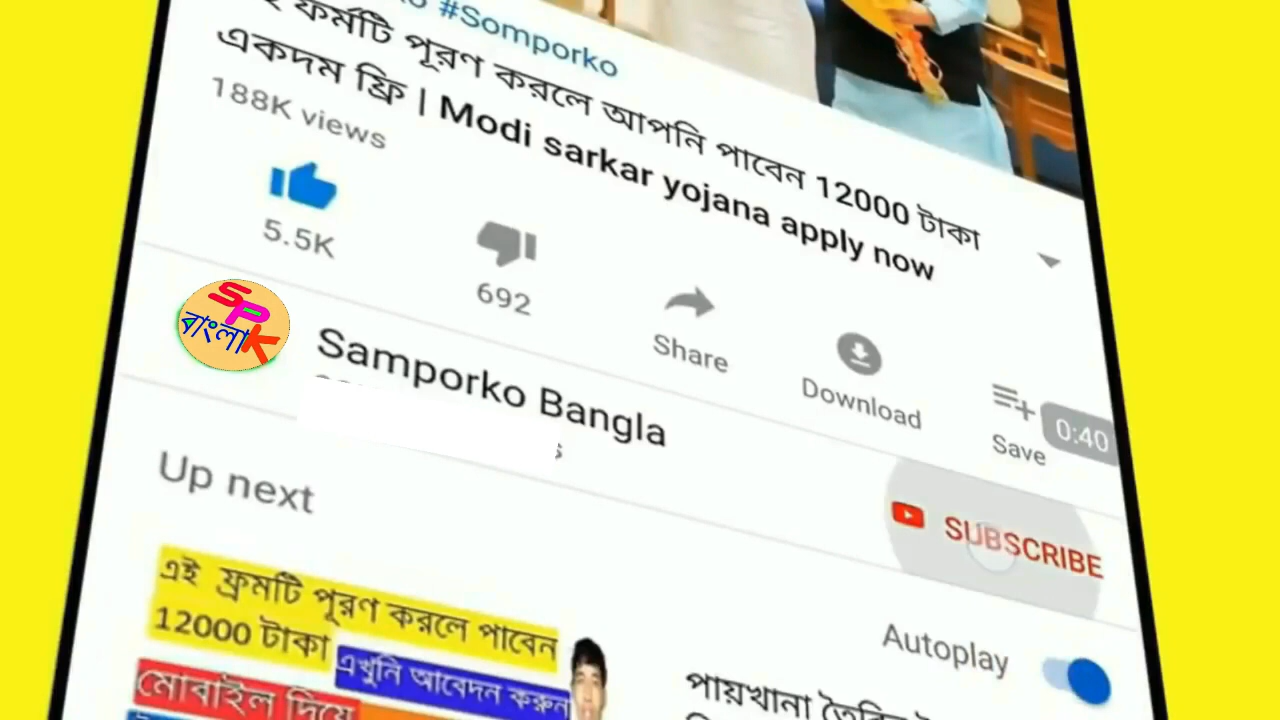 #Somporko
ফর্মটি পূরণ করলে আপনি পাবেন 12000 টাকা
একদম ফ্রি | Modi sarkar yojana apply now
188K views
5.5K
692
Share
Download
Save
0:40
SPK
বাংলা
Samporko Bangla
SUBSCRIBE
Up next
Autoplay
এই ফ্রমটি পূরণ করলে পাবেন
12000 টাকা
এখুনি আবেদন করুন
মোবাইল দিয়ে
পায়খানা তৈরির